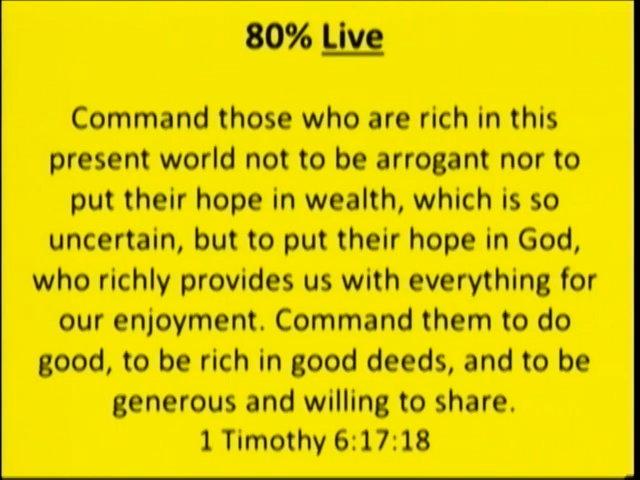 80% Live
Command those who are rich in this
present world not to be arrogant nor to
put their hope in wealth, which is so
uncertain, but to put their hope in God,
who richly provides us with everything for
our enjoyment. Command them to do
good, to be rich in good deeds, and to be
generous and willing to share.
1 Timothy 6:17:18